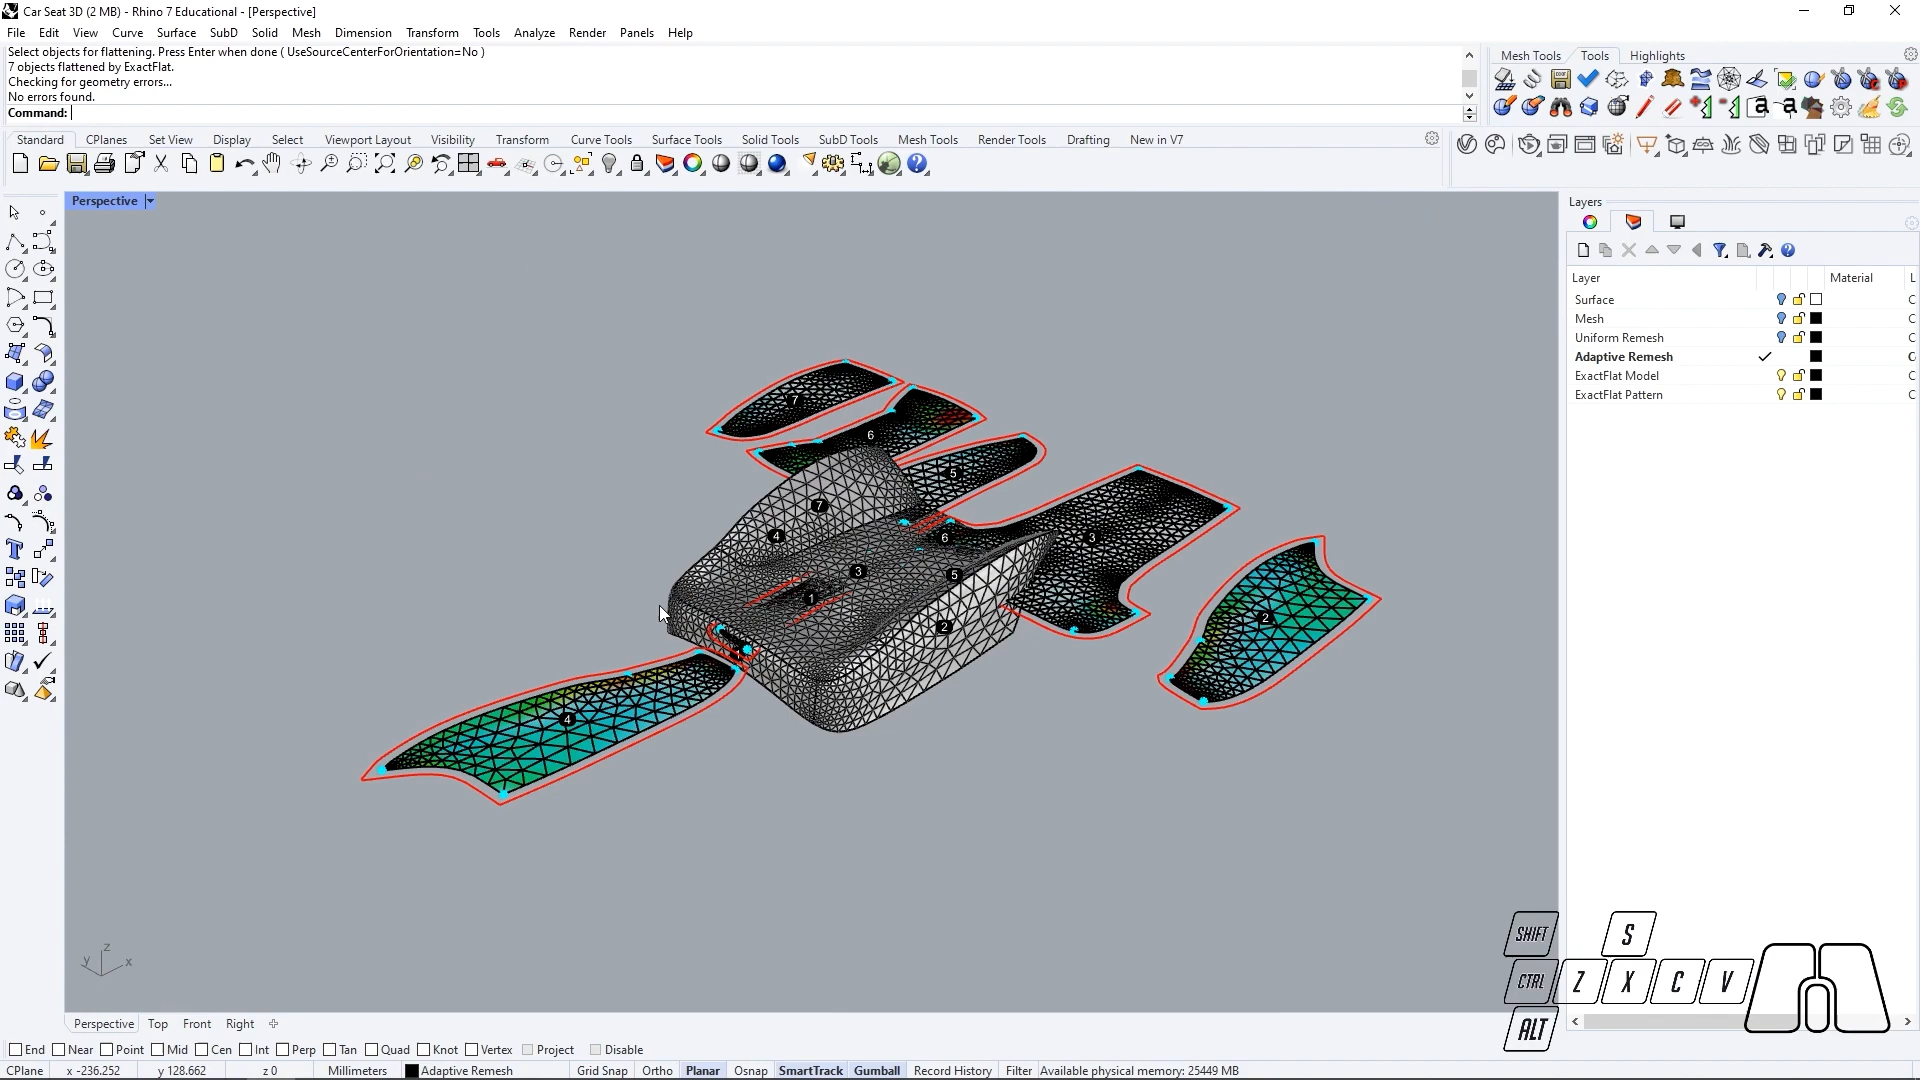 Car Seat 3D (2 MB) - Rhino 7 Educational - [Perspective]
File Edit View Curve Surface SubD Solid Mesh Dimension Transform Tools Analyze Render Panels Help
Select objects for flattening. Press Enter when done ( UseSourceCenterForOrientation=No )
7 objects flattened by ExactFlat.
Checking for geometry errors...
No errors found.
Command:
Mesh Tools Tools Highlights
Standard CPlanes Set View Display Select Viewport Layout Visibility Transform Curve Tools Surface Tools Solid Tools SubD Tools Mesh Tools Render Tools Drafting New in V7
Perspective
Layers
Layer Material L
Surface C
Mesh C
Uniform Remesh C
Adaptive Remesh C
ExactFlat Model C
ExactFlat Pattern C
7
6
5
7
4
6
3
3
5
1
2
2
4
z
y x
SHIFT S
CTRL Z X C V
ALT
Perspective Top Front Right
End Near Point Mid Cen Int Perp Tan Quad Knot Vertex Project Disable
CPlane x -236.252 y 128.662 z 0 Millimeters Adaptive Remesh Grid Snap Ortho Planar Osnap SmartTrack Gumball Record History Filter Available physical memory: 25449 MB